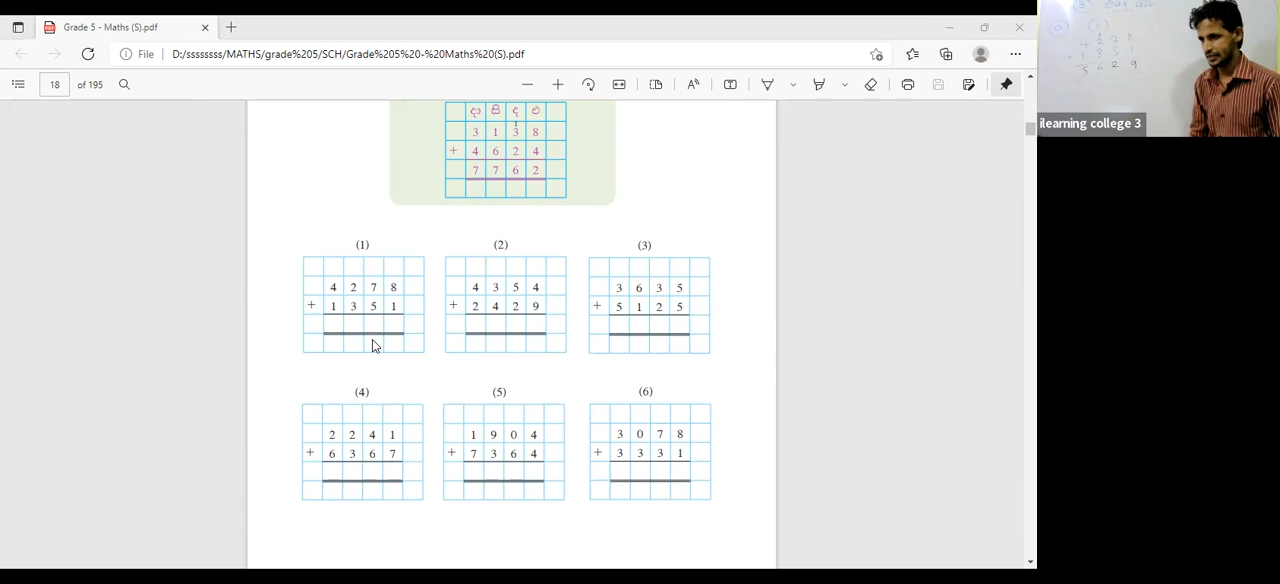 Grade 5 - Maths (S).pdf
File D:/ssssssss/MATHS/grade%205/SCH/Grade%205%20-%20Maths%20(S).pdf
18 of 195
ilearning college 3
දා සි ද එ
3 1 3 8
+ 4 6 2 4
7 7 6 2
(1) (2) (3)
4 2 7 8 4 3 5 4 3 6 3 5
+ 1 3 5 1 + 2 4 2 9 + 5 1 2 5
(4) (5) (6)
2 2 4 1 1 9 0 4 3 0 7 8
+ 6 3 6 7 + 7 3 6 4 + 3 3 3 1